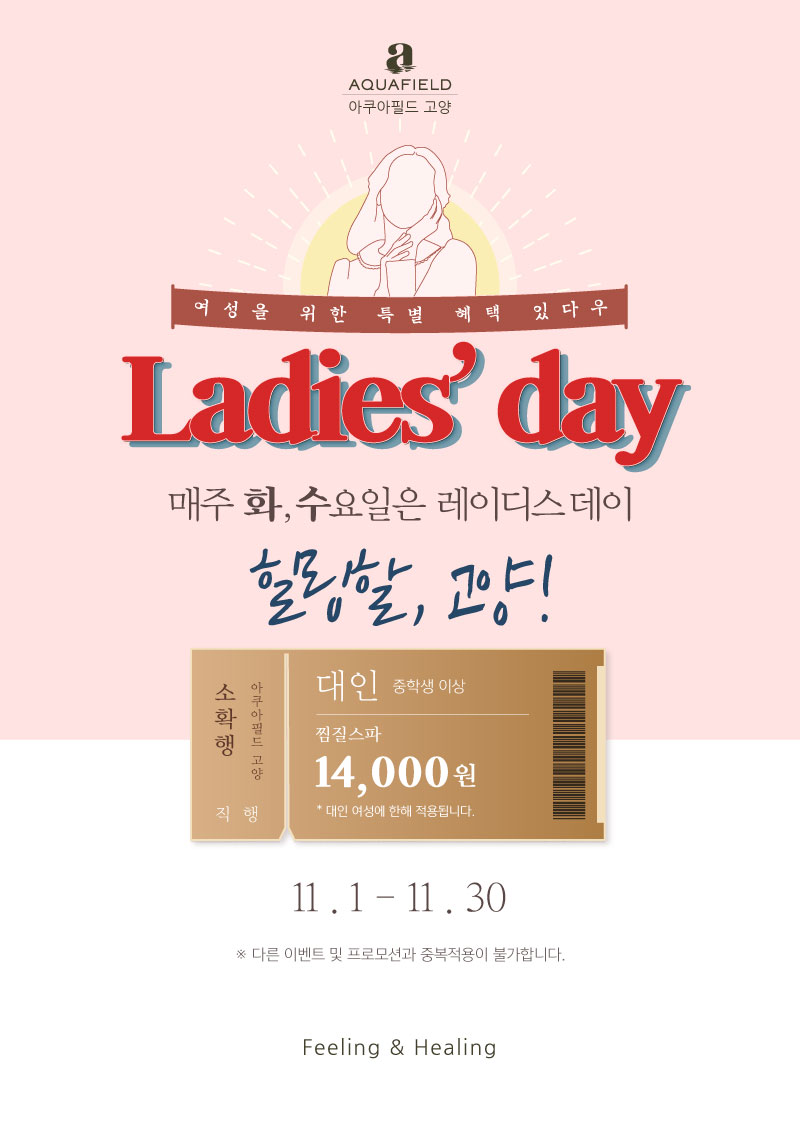 a
AQUAFIELD
아쿠아필드 고양
여성을 위한 특별 혜택 있다우
Ladies' day
매주 화, 수요일은 레이디스 데이
힐링할, 고양!
소확행
아쿠아필드 고양
직행
대인 중학생 이상
찜질스파
14,000원
* 대인 여성에 한해 적용됩니다.
11 . 1 – 11 . 30
※ 다른 이벤트 및 프로모션과 중복적용이 불가합니다.
Feeling & Healing